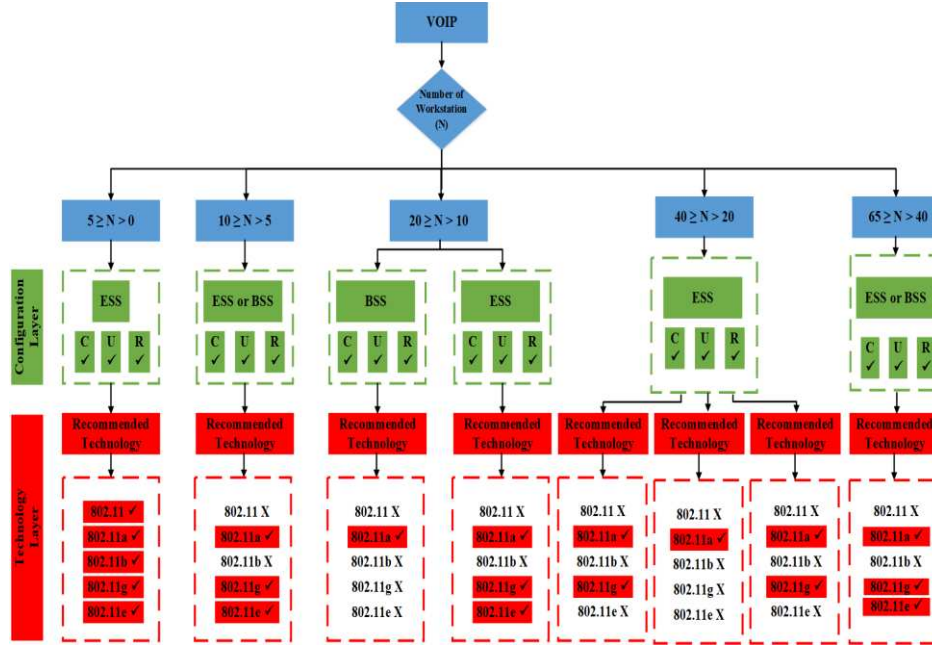 VOIP
Number of
Workstation
(N)
5 ≥ N > 0
10 ≥ N > 5
20 ≥ N > 10
40 ≥ N > 20
65 ≥ N > 40
Configuration
Layer
ESS
C ✓
U ✓
R ✓
ESS or BSS
C ✓
U ✓
R ✓
BSS
C ✓
U ✓
R ✓
ESS
C ✓
U ✓
R ✓
ESS
C ✓
U ✓
R ✓
ESS or BSS
C ✓
U ✓
R ✓
Technology
Layer
Recommended
Technology
802.11 ✓
802.11a ✓
802.11b ✓
802.11g ✓
802.11e ✓
Recommended
Technology
802.11 X
802.11a ✓
802.11b X
802.11g ✓
802.11e ✓
Recommended
Technology
802.11 X
802.11a ✓
802.11b X
802.11g X
802.11e X
Recommended
Technology
802.11 X
802.11a ✓
802.11b X
802.11g ✓
802.11e ✓
Recommended
Technology
802.11 X
802.11a ✓
802.11b X
802.11g ✓
802.11e X
Recommended
Technology
802.11 X
802.11a ✓
802.11b X
802.11g X
802.11e X
Recommended
Technology
802.11 X
802.11a ✓
802.11b X
802.11g ✓
802.11e X
Recommended
Technology
802.11 X
802.11a ✓
802.11b X
802.11g ✓
802.11e ✓